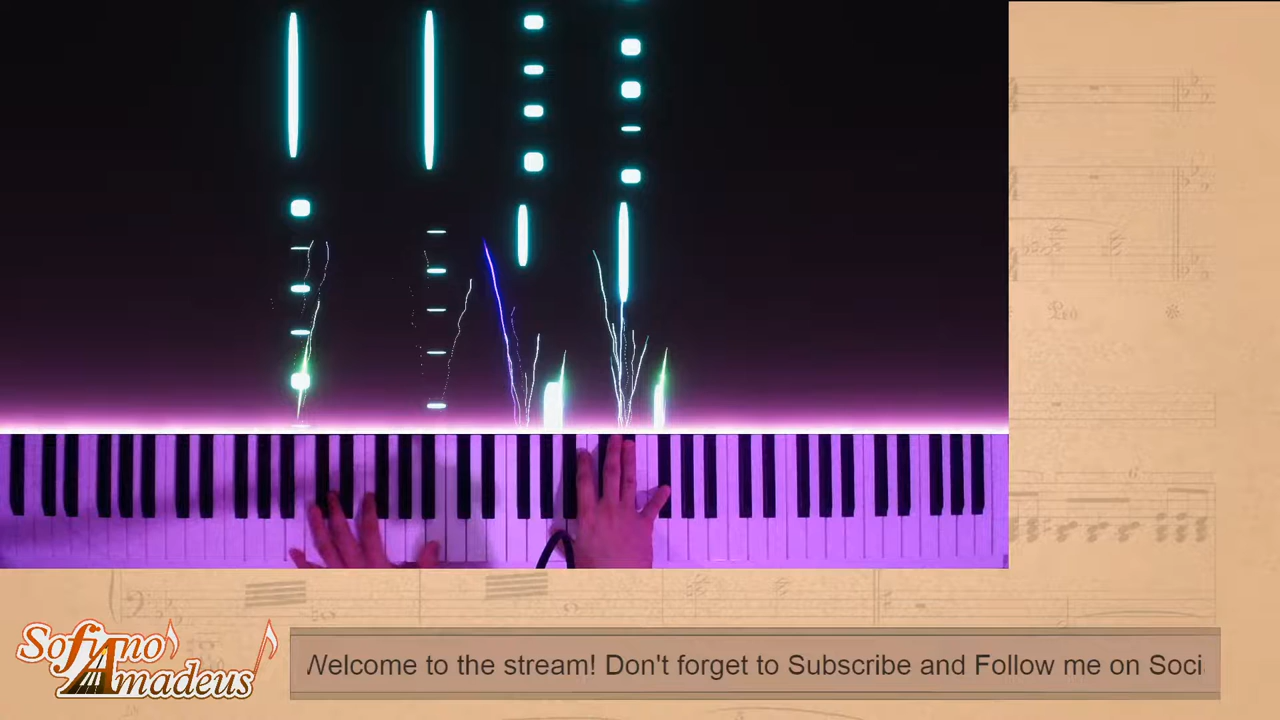 Sofiano
Amadeus
Welcome to the stream! Don't forget to Subscribe and Follow me on Soci